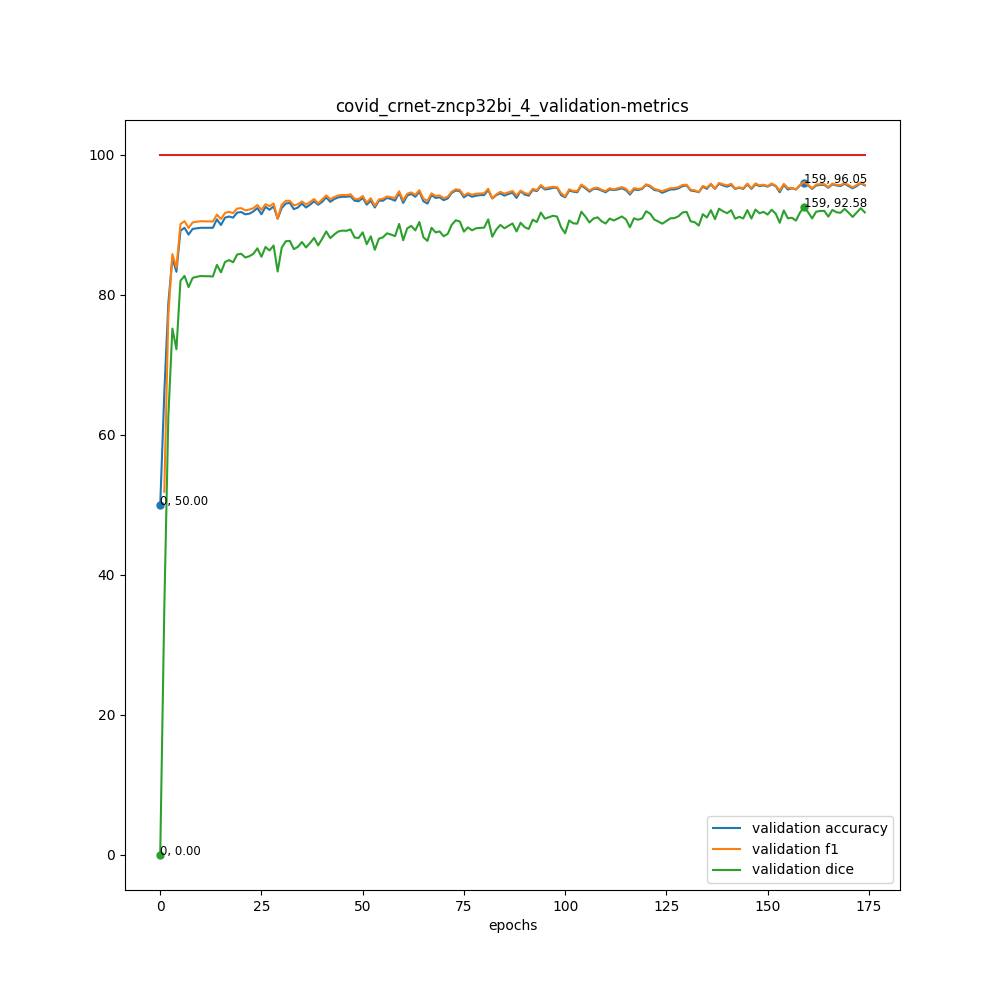 covid_crnet-zncp32bi_4_validation-metrics
100
80
60
40
20
0
159, 96.05
159, 92.58
0, 50.00
0, 0.00
validation accuracy
validation f1
validation dice
0 25 50 75 100 125 150 175
epochs